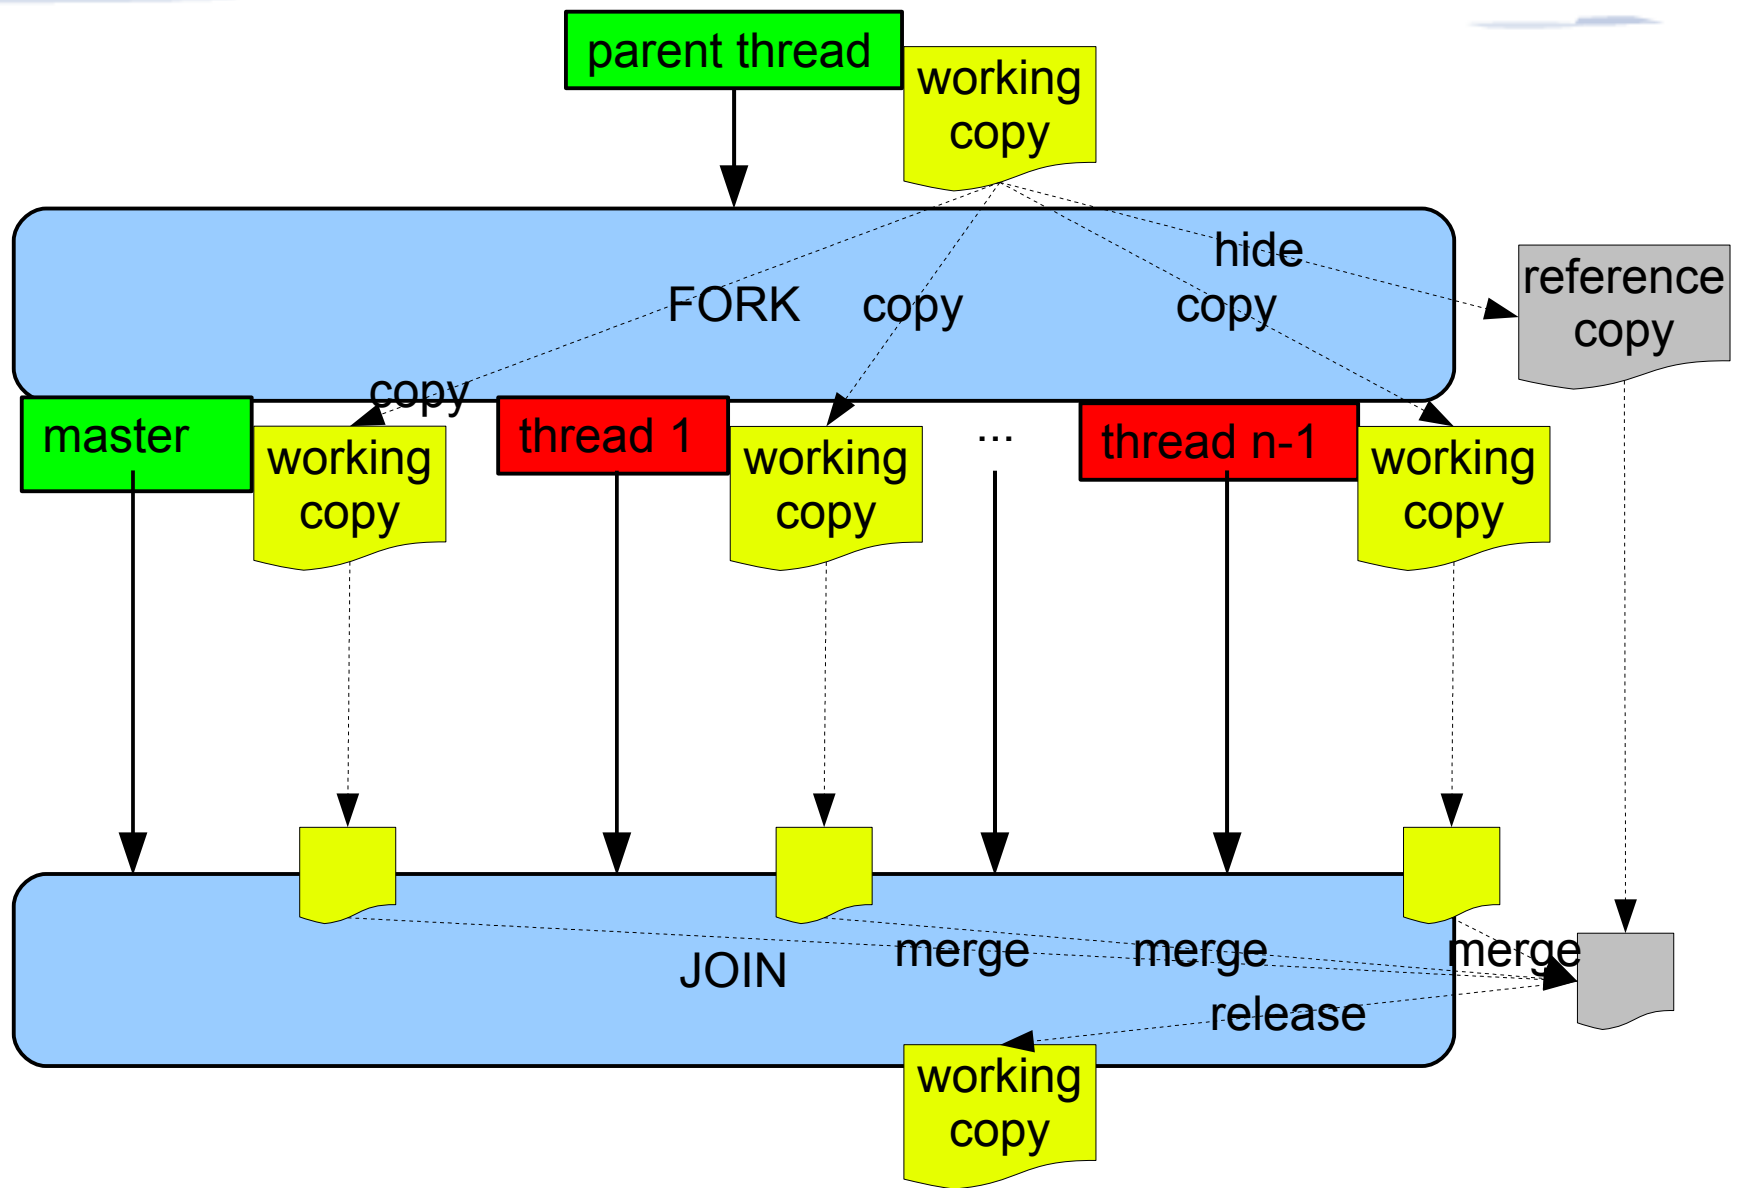 parent thread
working
copy
hide
reference
copy
FORK
copy
copy
copy
master
working
copy
thread 1
working
copy
...
thread n-1
working
copy
merge
merge
merge
JOIN
release
working
copy